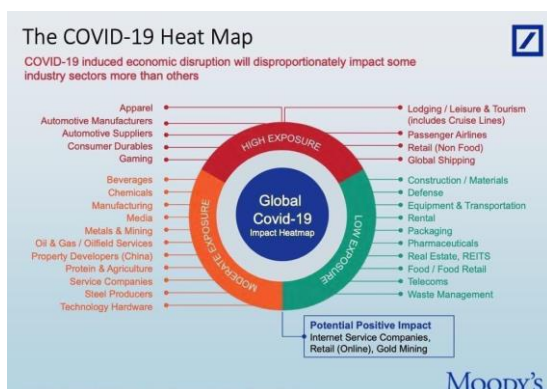 The COVID-19 Heat Map
COVID-19 induced economic disruption will disproportionately impact some
industry sectors more than others
Apparel
Automotive Manufacturers
Automotive Suppliers
Consumer Durables
Gaming
Lodging / Leisure & Tourism
(includes Cruise Lines)
Passenger Airlines
Retail (Non Food)
Global Shipping
HIGH EXPOSURE
Beverages
Chemicals
Manufacturing
Media
Metals & Mining
Oil & Gas / Oilfield Services
Property Developers (China)
Protein & Agriculture
Service Companies
Steel Producers
Technology Hardware
MODERATE EXPOSURE
Global
Covid-19
Impact Heatmap
LOW EXPOSURE
Construction / Materials
Defense
Equipment & Transportation
Rental
Packaging
Pharmaceuticals
Real Estate, REITS
Food / Food Retail
Telecoms
Waste Management
Potential Positive Impact
Internet Service Companies,
Retail (Online), Gold Mining
Moody's